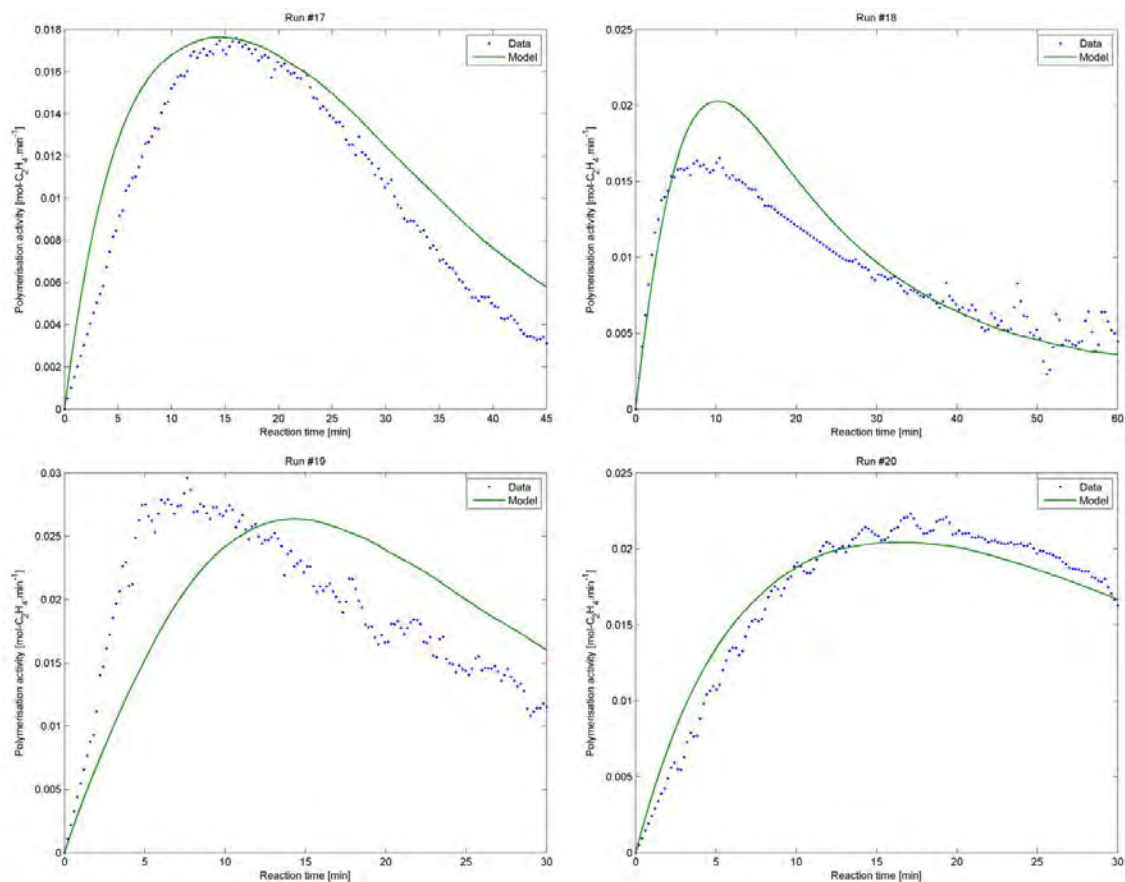 Run #17
Data
Model
Polymerisation activity [mol-C₂H₄.min⁻¹]
0.018
0.016
0.014
0.012
0.01
0.008
0.006
0.004
0.002
0
0 5 10 15 20 25 30 35 40 45
Reaction time [min]
Run #18
Data
Model
Polymerisation activity [mol-C₂H₄.min⁻¹]
0.025
0.02
0.015
0.01
0.005
0
0 10 20 30 40 50 60
Reaction time [min]
Run #19
Data
Model
Polymerisation activity [mol-C₂H₄.min⁻¹]
0.03
0.025
0.02
0.015
0.01
0.005
0
0 5 10 15 20 25 30
Reaction time [min]
Run #20
Data
Model
Polymerisation activity [mol-C₂H₄.min⁻¹]
0.025
0.02
0.015
0.01
0.005
0
0 5 10 15 20 25 30
Reaction time [min]